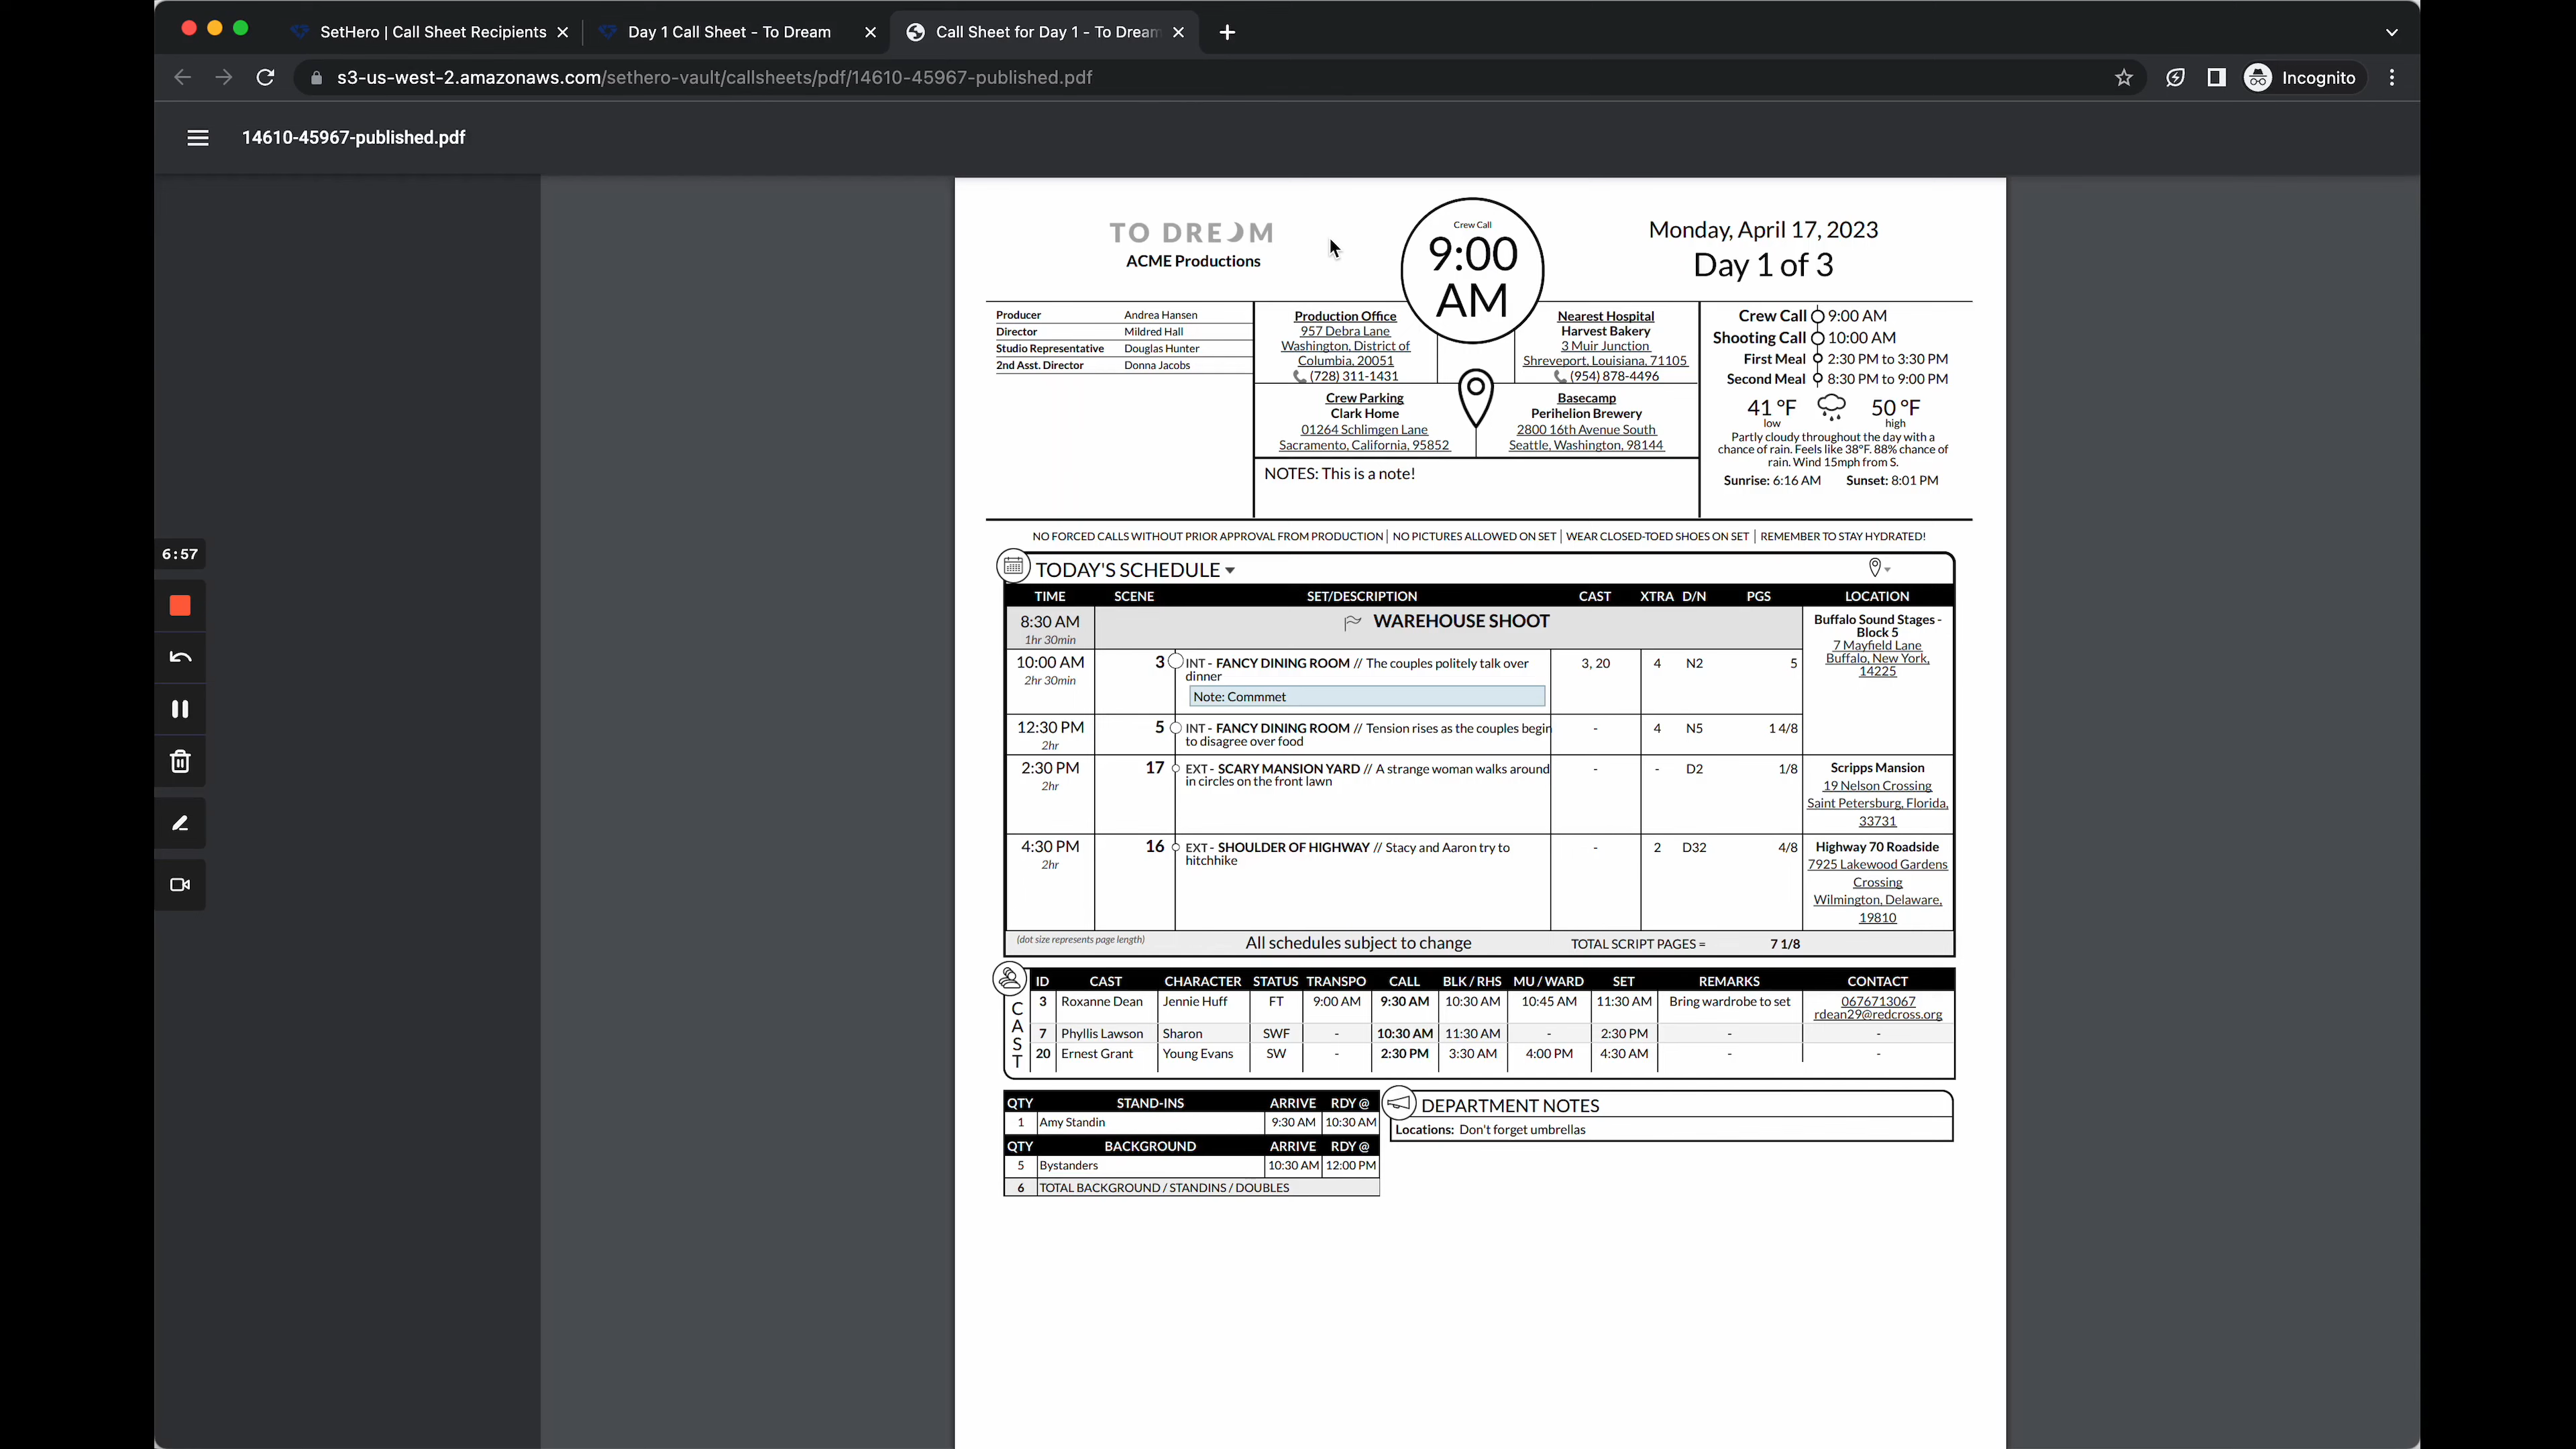 SetHero | Call Sheet Recipients
Day 1 Call Sheet - To Dream
Call Sheet for Day 1 - To Dream
s3-us-west-2.amazonaws.com/sethero-vault/callsheets/pdf/14610-45967-published.pdf
Incognito
14610-45967-published.pdf
6:57
TO DREAM
ACME Productions
Crew Call
9:00
AM
Monday, April 17, 2023
Day 1 of 3
Producer Andrea Hansen
Director Mildred Hall
Studio Representative Douglas Hunter
2nd Asst. Director Donna Jacobs
Production Office
957 Debra Lane
Washington, District of
Columbia, 20051
(728) 311-1431
Nearest Hospital
Harvest Bakery
3 Muir Junction
Shreveport, Louisiana, 71105
(954) 878-4496
Crew Parking
Clark Home
01264 Schlimgen Lane
Sacramento, California, 95852
Basecamp
Perihelion Brewery
2800 16th Avenue South
Seattle, Washington, 98144
NOTES: This is a note!
Crew Call 9:00 AM
Shooting Call 10:00 AM
First Meal 2:30 PM to 3:30 PM
Second Meal 8:30 PM to 9:00 PM
41 °F 50 °F
low high
Partly cloudy throughout the day with a
chance of rain. Feels like 38°F. 88% chance of
rain. Wind 15mph from S.
Sunrise: 6:16 AM Sunset: 8:01 PM
NO FORCED CALLS WITHOUT PRIOR APPROVAL FROM PRODUCTION | NO PICTURES ALLOWED ON SET | WEAR CLOSED-TOED SHOES ON SET | REMEMBER TO STAY HYDRATED!
TODAY'S SCHEDULE
TIME SCENE SET/DESCRIPTION CAST XTRA D/N PGS LOCATION
8:30 AM WAREHOUSE SHOOT
1hr 30min
Buffalo Sound Stages -
Block 5
7 Mayfield Lane
Buffalo, New York,
14225
10:00 AM 3 INT - FANCY DINING ROOM // The couples politely talk over 3, 20 4 N2 5
2hr 30min dinner
Note: Commmet
12:30 PM 5 INT - FANCY DINING ROOM // Tension rises as the couples begin - 4 N5 1 4/8
2hr to disagree over food
2:30 PM 17 EXT - SCARY MANSION YARD // A strange woman walks around - - D2 1/8 Scripps Mansion
2hr in circles on the front lawn 19 Nelson Crossing
Saint Petersburg, Florida,
33731
4:30 PM 16 EXT - SHOULDER OF HIGHWAY // Stacy and Aaron try to - 2 D32 4/8 Highway 70 Roadside
2hr hitchhike 7925 Lakewood Gardens
Crossing
Wilmington, Delaware,
19810
(dot size represents page length) All schedules subject to change TOTAL SCRIPT PAGES = 7 1/8
CAST
ID CAST CHARACTER STATUS TRANSPO CALL BLK / RHS MU / WARD SET REMARKS CONTACT
3 Roxanne Dean Jennie Huff FT 9:00 AM 9:30 AM 10:30 AM 10:45 AM 11:30 AM Bring wardrobe to set 0676713067
rdean29@redcross.org
7 Phyllis Lawson Sharon SWF - 10:30 AM 11:30 AM - 2:30 PM - -
20 Ernest Grant Young Evans SW - 2:30 PM 3:30 AM 4:00 PM 4:30 AM - -
QTY STAND-INS ARRIVE RDY @
1 Amy Standin 9:30 AM 10:30 AM
QTY BACKGROUND ARRIVE RDY @
5 Bystanders 10:30 AM 12:00 PM
6 TOTAL BACKGROUND / STANDINS / DOUBLES
DEPARTMENT NOTES
Locations: Don't forget umbrellas